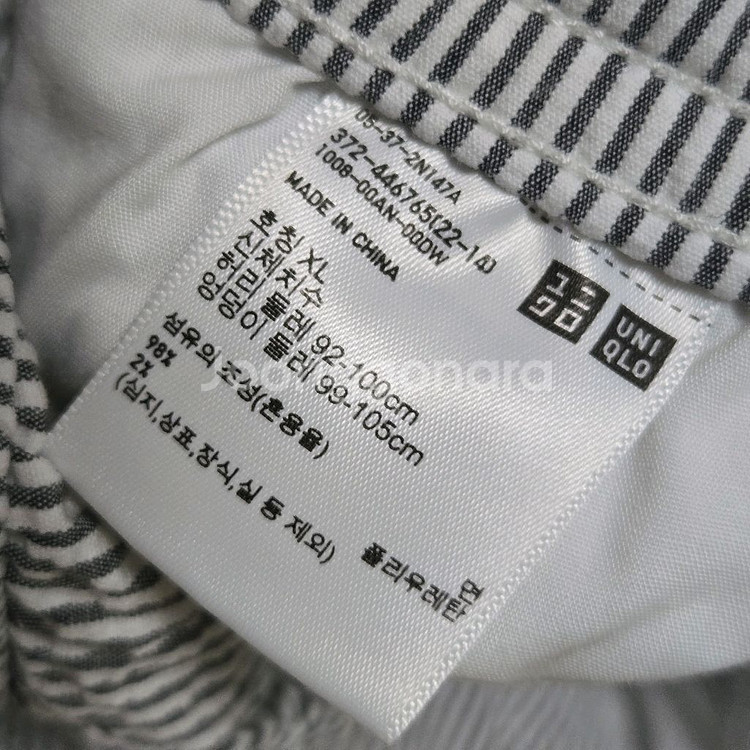 05-37-2N147A
372-446765(22-14)
1008-00AN-00DW
MADE IN CHINA
호칭 XL
신체치수
허리 둘레 92-100cm
엉덩이 둘레 99-105cm
섬유의 조성(혼용율)
98% 면
2% 폴리우레탄
(심지,상표,장식,실 등 제외)
ユニ
クロ
UNI
QLO